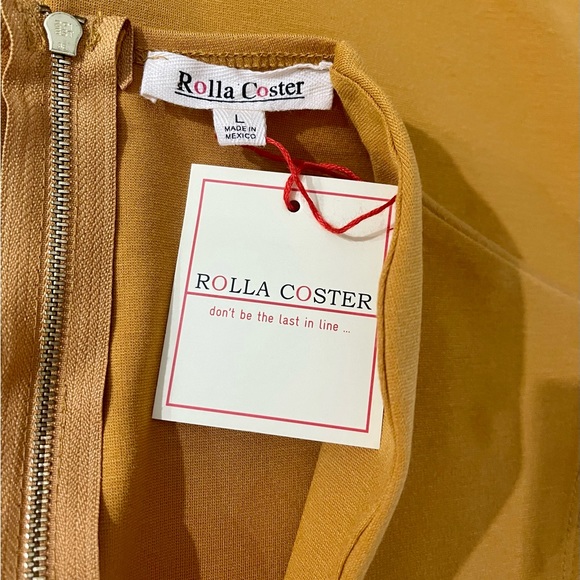 Rolla Coster
L
MADE IN
MEXICO
ROLLA COSTER
don't be the last in line ...